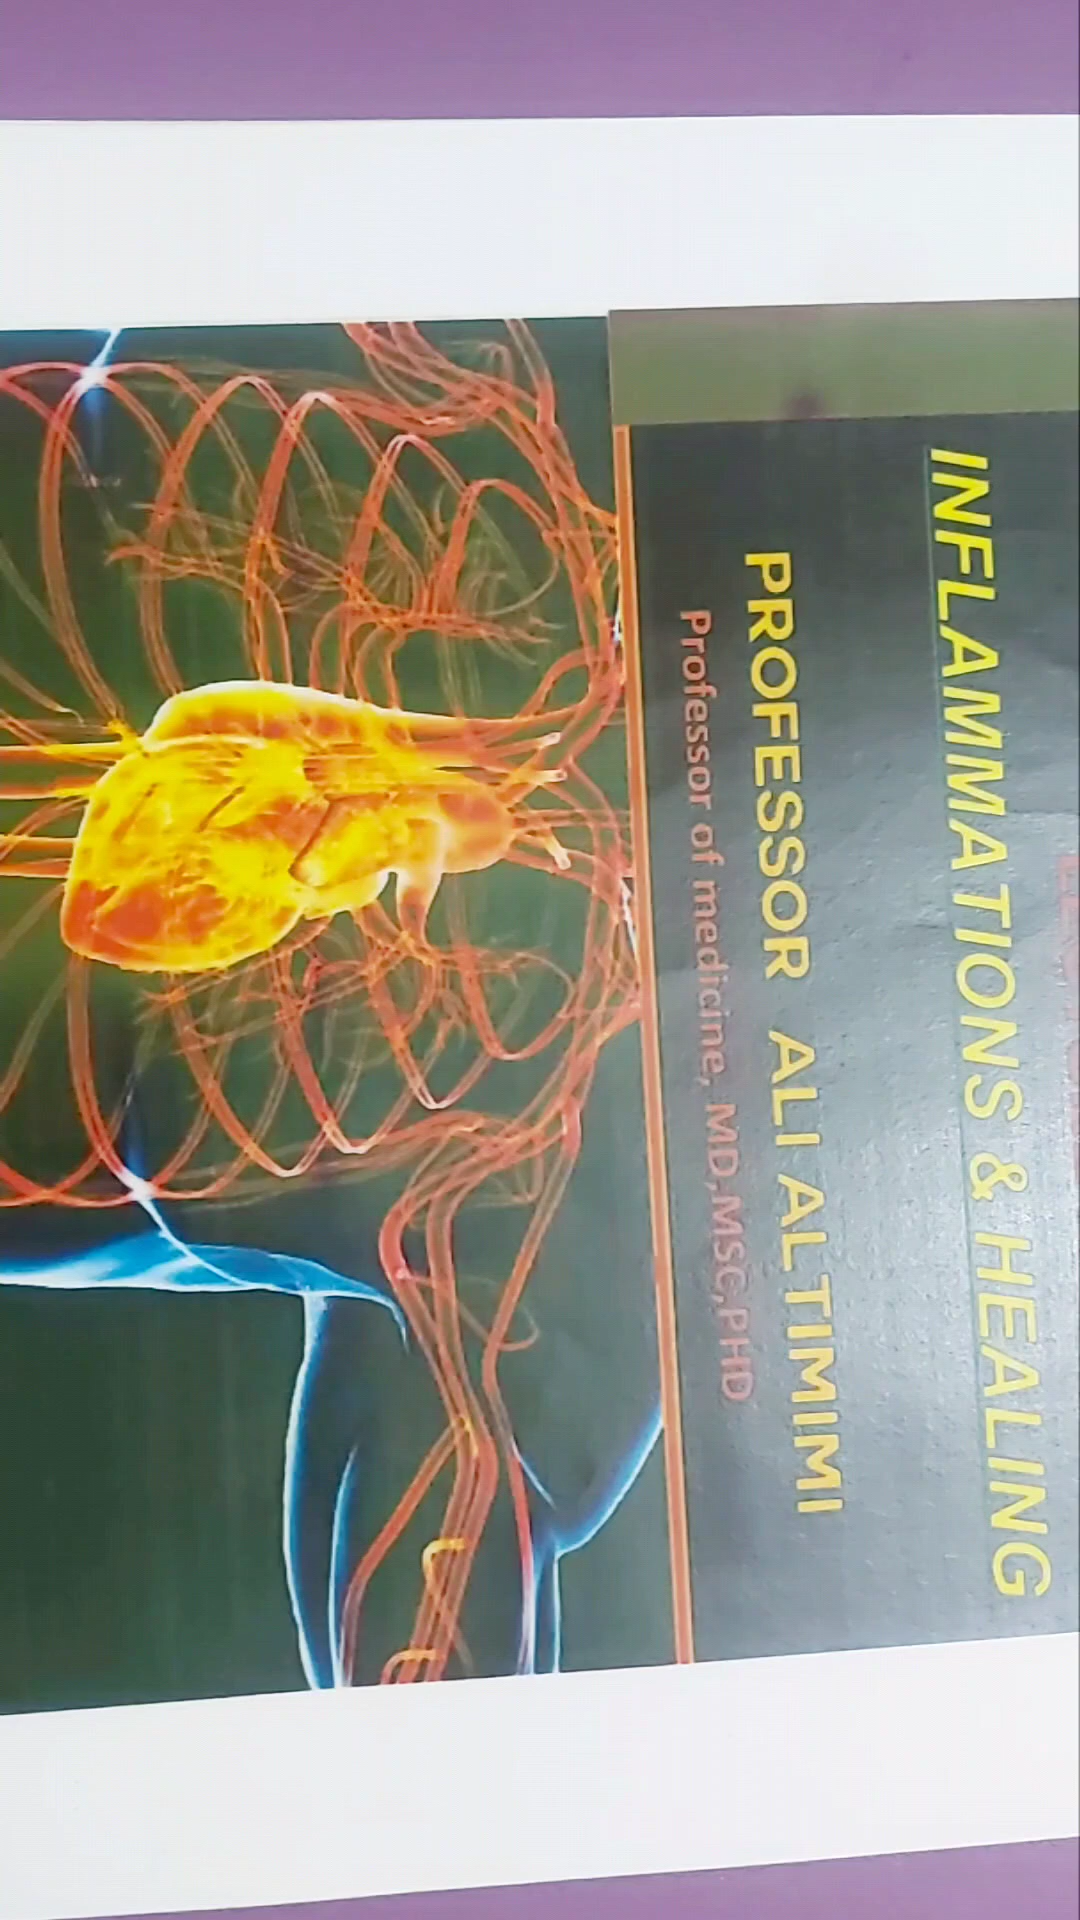 INFLAMMATIONS & HEALING
PROFESSOR ALI ALTIMIMI
Professor of medicine, MD,MSC,PHD